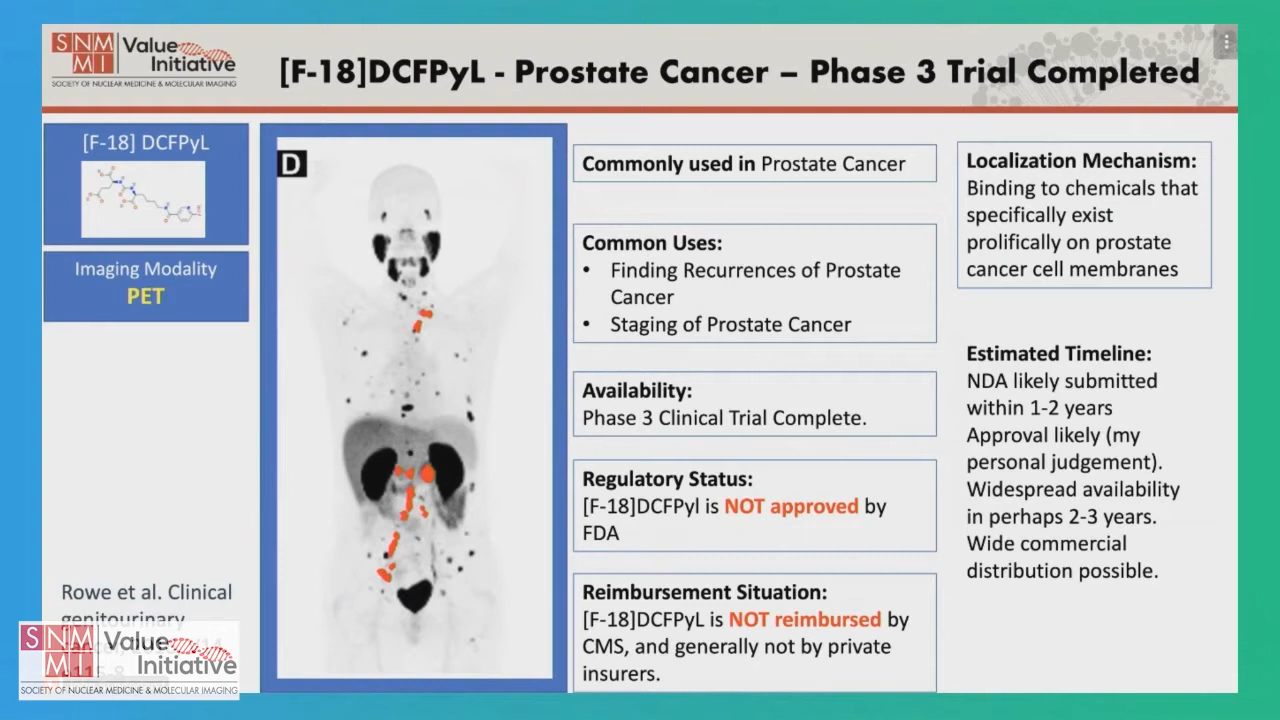 SNM
MI
Value
Initiative
SOCIETY OF NUCLEAR MEDICINE & MOLECULAR IMAGING
[F-18]DCFPyL - Prostate Cancer – Phase 3 Trial Completed
[F-18] DCFPyL
Imaging Modality
PET
D
Commonly used in Prostate Cancer
Common Uses:
• Finding Recurrences of Prostate
Cancer
• Staging of Prostate Cancer
Availability:
Phase 3 Clinical Trial Complete.
Regulatory Status:
[F-18]DCFPyl is NOT approved by
FDA
Reimbursement Situation:
[F-18]DCFPyL is NOT reimbursed by
CMS, and generally not by private
insurers.
Localization Mechanism:
Binding to chemicals that
specifically exist
prolifically on prostate
cancer cell membranes
Estimated Timeline:
NDA likely submitted
within 1-2 years
Approval likely (my
personal judgement).
Widespread availability
in perhaps 2-3 years.
Wide commercial
distribution possible.
Rowe et al. Clinical
genitourinary
SNM
MI
Value
Initiative
SOCIETY OF NUCLEAR MEDICINE & MOLECULAR IMAGING